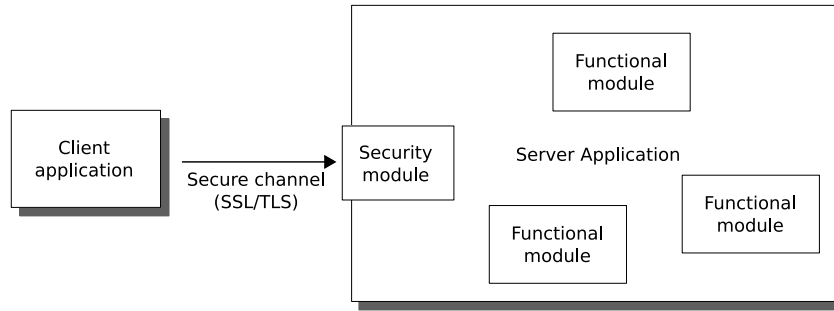 Client
application
Secure channel
(SSL/TLS)
Security
module
Functional
module
Server Application
Functional
module
Functional
module